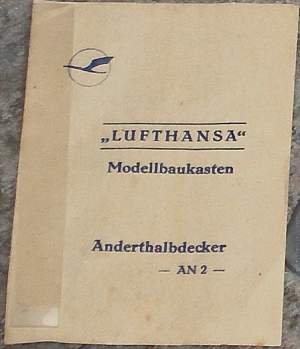 „LUFTHANSA“
Modellbaukasten
Anderthalbdecker
— AN 2 —